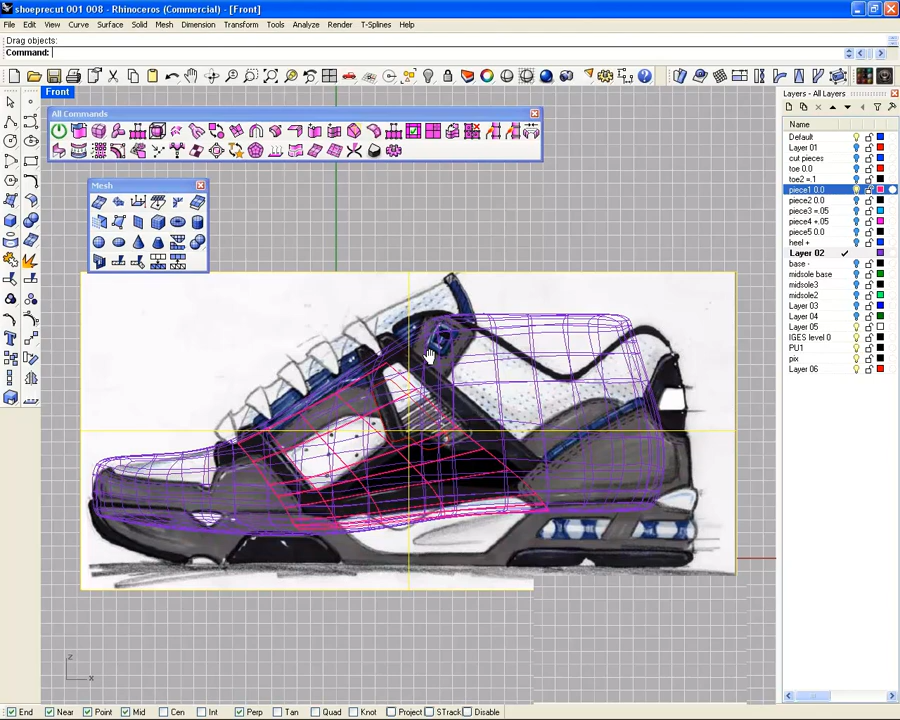 shoeprecut 001 008 - Rhinoceros (Commercial) - [Front]
File Edit View Curve Surface Solid Mesh Dimension Transform Tools Analyze Render T-Splines Help
Drag objects:
Command:
Front
All Commands
Mesh
Layers - All Layers
Name
Default
Layer 01
cut pieces
toe 0.0
toe2 =.1
piece1 0.0
piece2 0.0
piece3 =.05
piece4 +.05
piece5 0.0
heel +
Layer 02
base -
midsole base
midsole3
midsole2
Layer 03
Layer 04
Layer 05
IGES level 0
PU1
pix
Layer 06
z
x
End Near Point Mid Cen Int Perp Tan Quad Knot Project STrack Disable